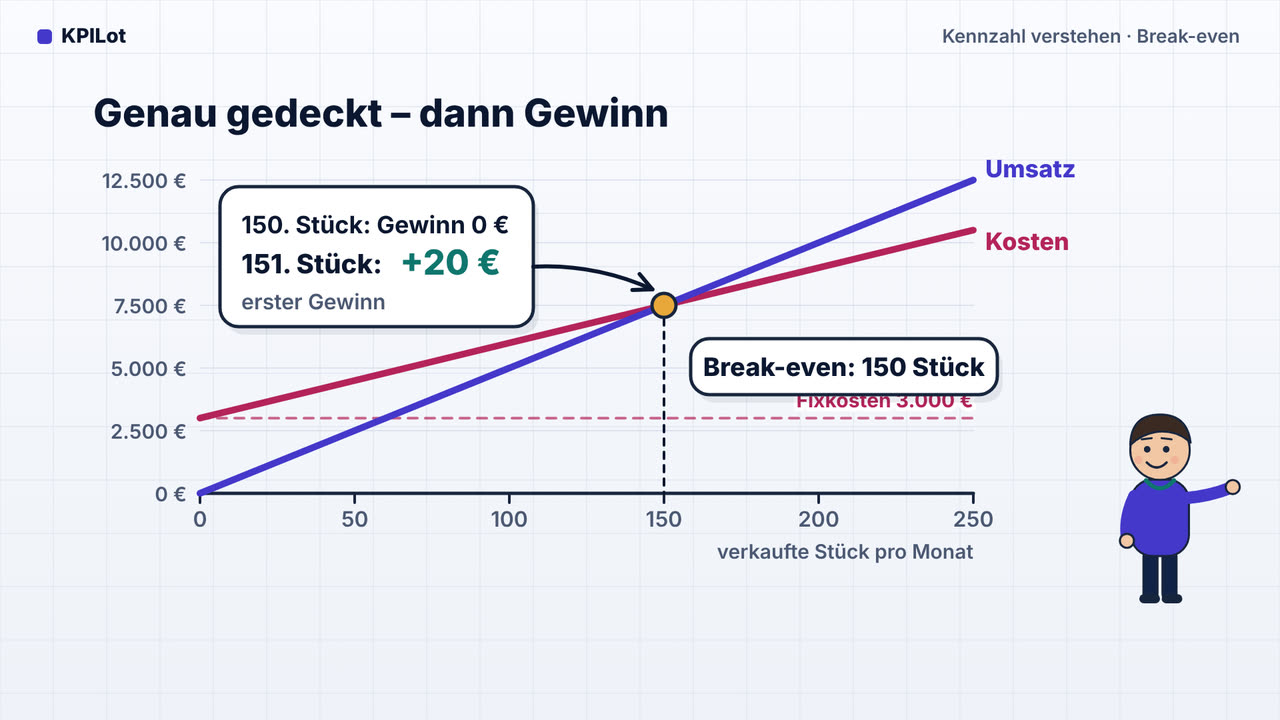 KPILot
Kennzahl verstehen · Break-even
Genau gedeckt – dann Gewinn
12.500 €
10.000 €
7.500 €
5.000 €
2.500 €
0 €
150. Stück: Gewinn 0 €
151. Stück: +20 €
erster Gewinn
Umsatz
Kosten
Break-even: 150 Stück
Fixkosten 3.000 €
0 50 100 150 200 250
verkaufte Stück pro Monat